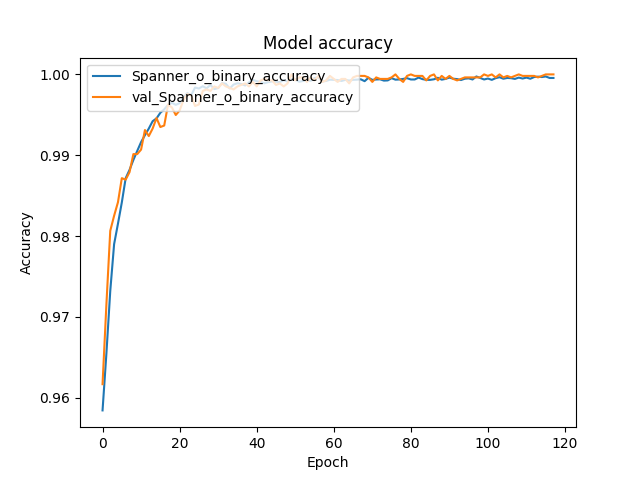 Model accuracy
Spanner_o_binary_accuracy
val_Spanner_o_binary_accuracy
1.00
0.99
0.98
0.97
0.96
Accuracy
0 20 40 60 80 100 120
Epoch